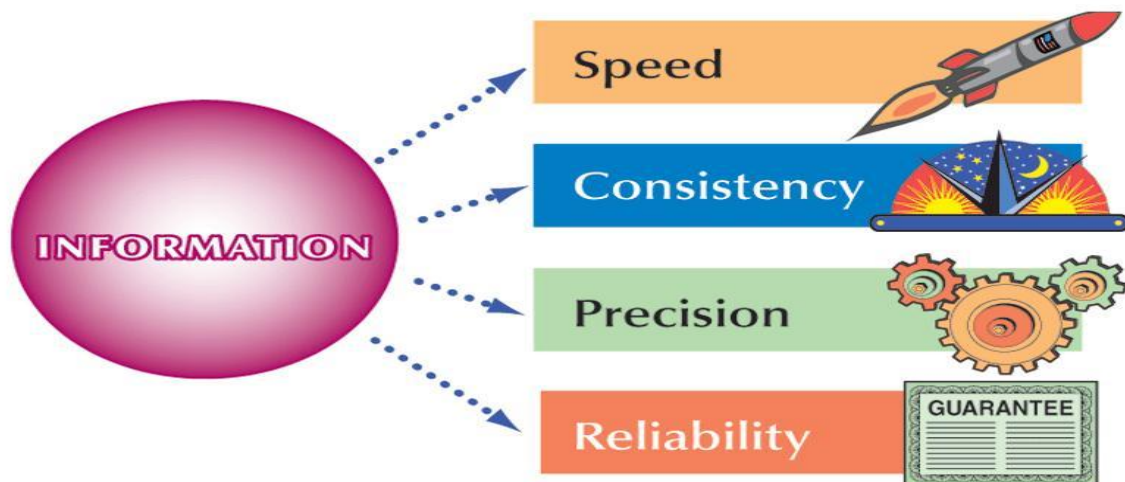 INFORMATION
Speed
Consistency
Precision
Reliability
GUARANTEE